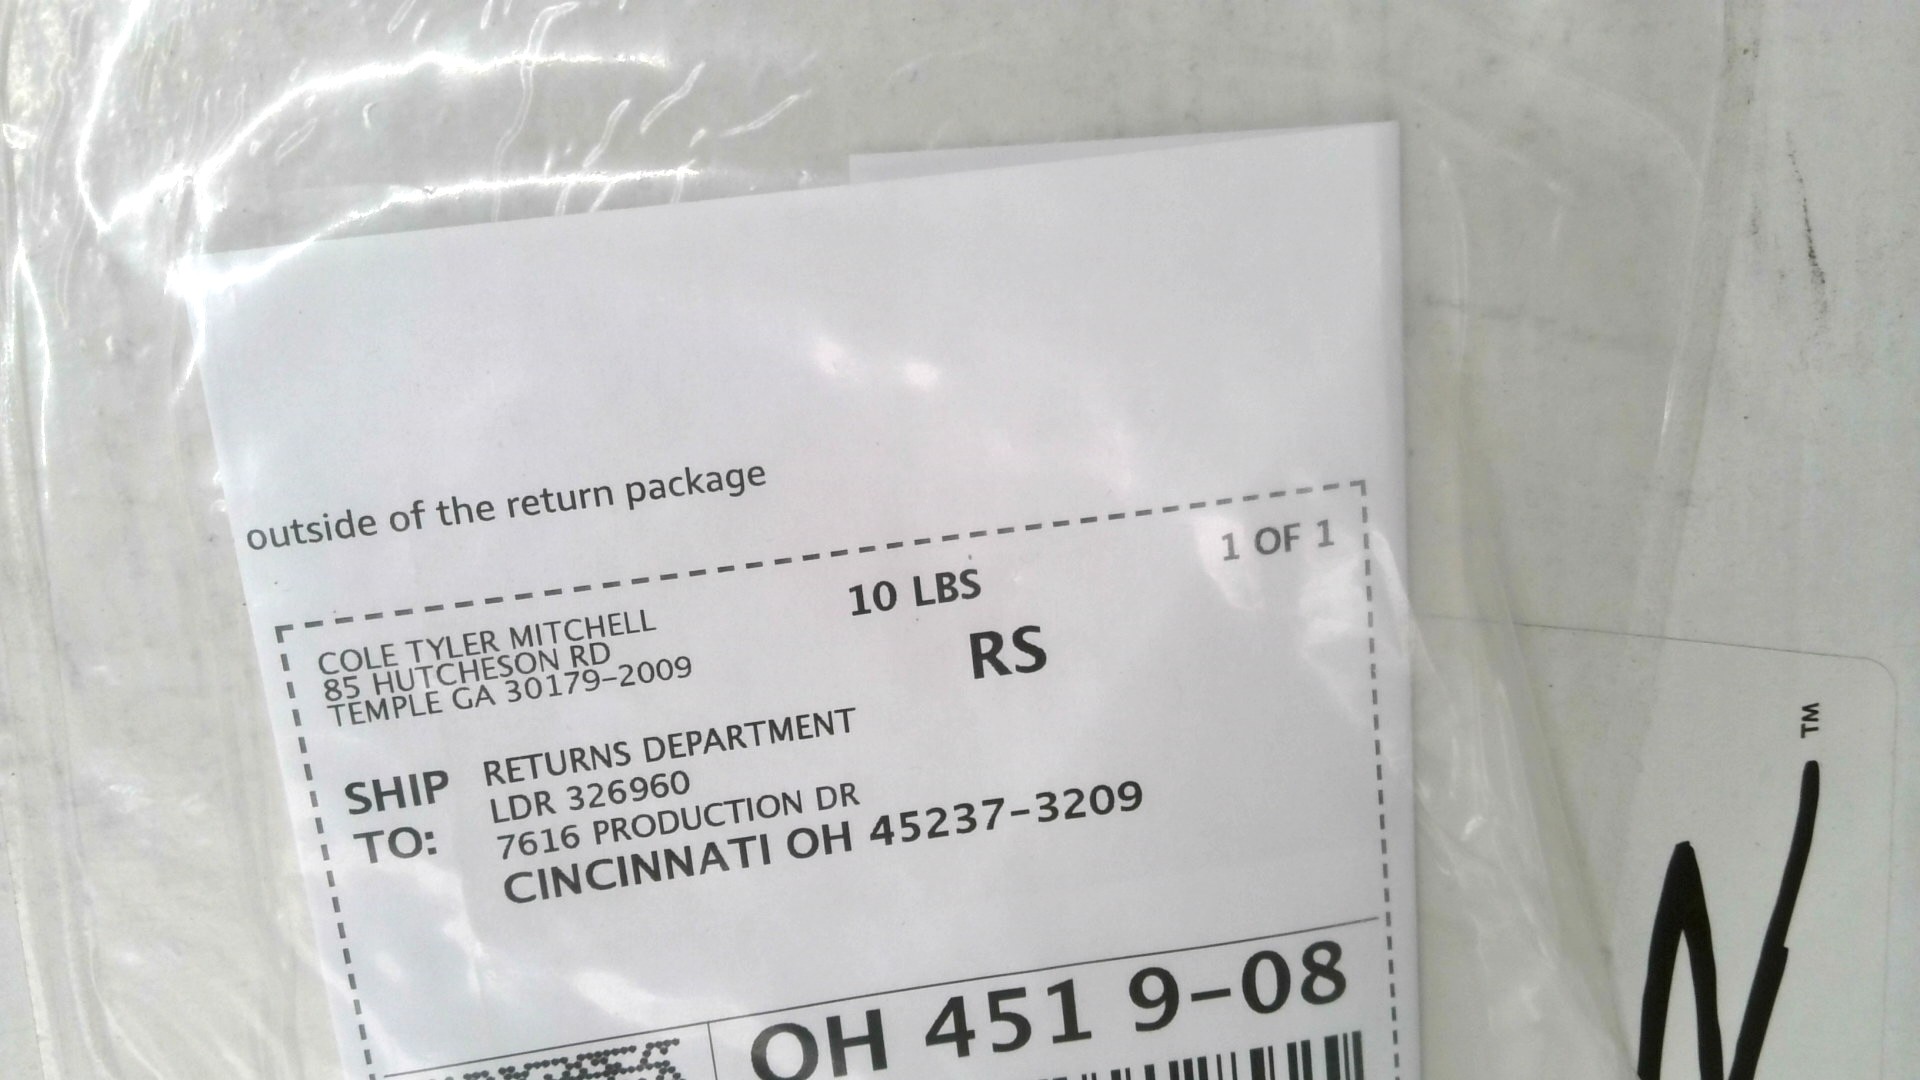 outside of the return package
1 OF 1
10 LBS
RS
COLE TYLER MITCHELL
85 HUTCHESON RD
TEMPLE GA 30179-2009
SHIP TO:
RETURNS DEPARTMENT
LDR 326960
7616 PRODUCTION DR
CINCINNATI OH 45237-3209
OH 451 9-08
TM